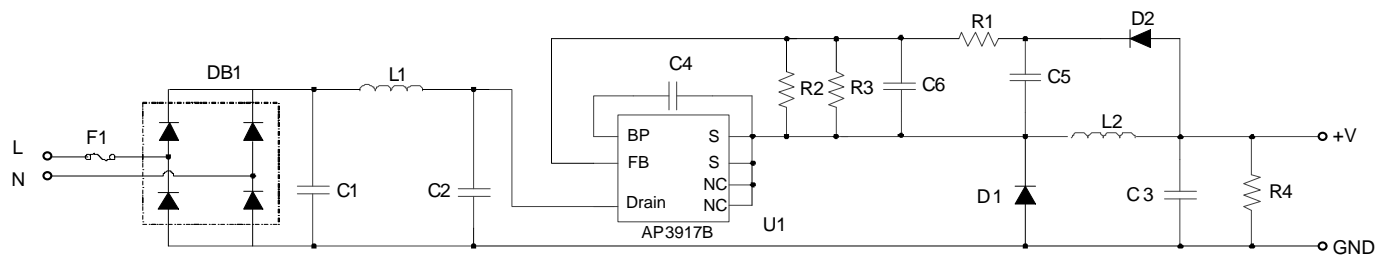 D2
R1
C4
DB1
L1
R2
R3
C6
C5
L2
BP
S
+V
F1
L
FB
S
N
C1
C2
NC
D1
C3
R4
Drain
NC
U1
AP3917B
GND